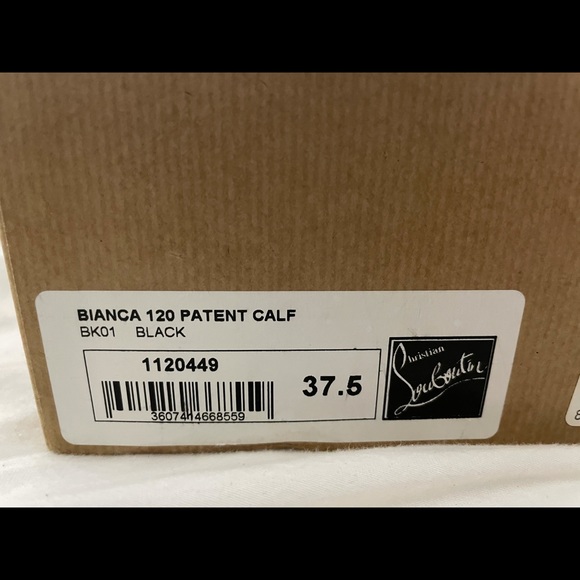 BIANCA 120 PATENT CALF
BK01 BLACK
1120449
3607414668559
37.5
Christian
Louboutin